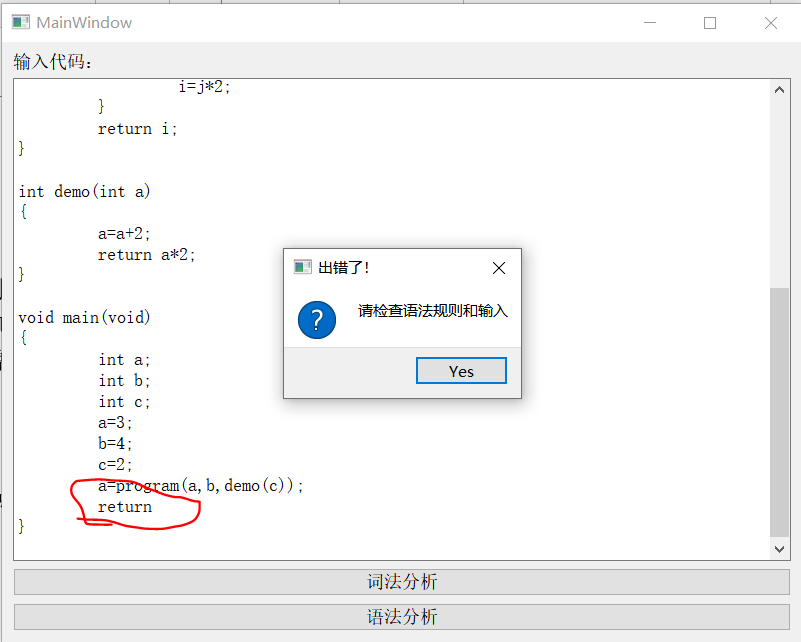 MainWindow
输入代码:
i=j*2;
}
return i;
}
int demo(int a)
{
a=a+2;
return a*2;
}
void main(void)
{
int a;
int b;
int c;
a=3;
b=4;
c=2;
a=program(a,b,demo(c));
return
}
出错了!
请检查语法规则和输入
Yes
词法分析
语法分析